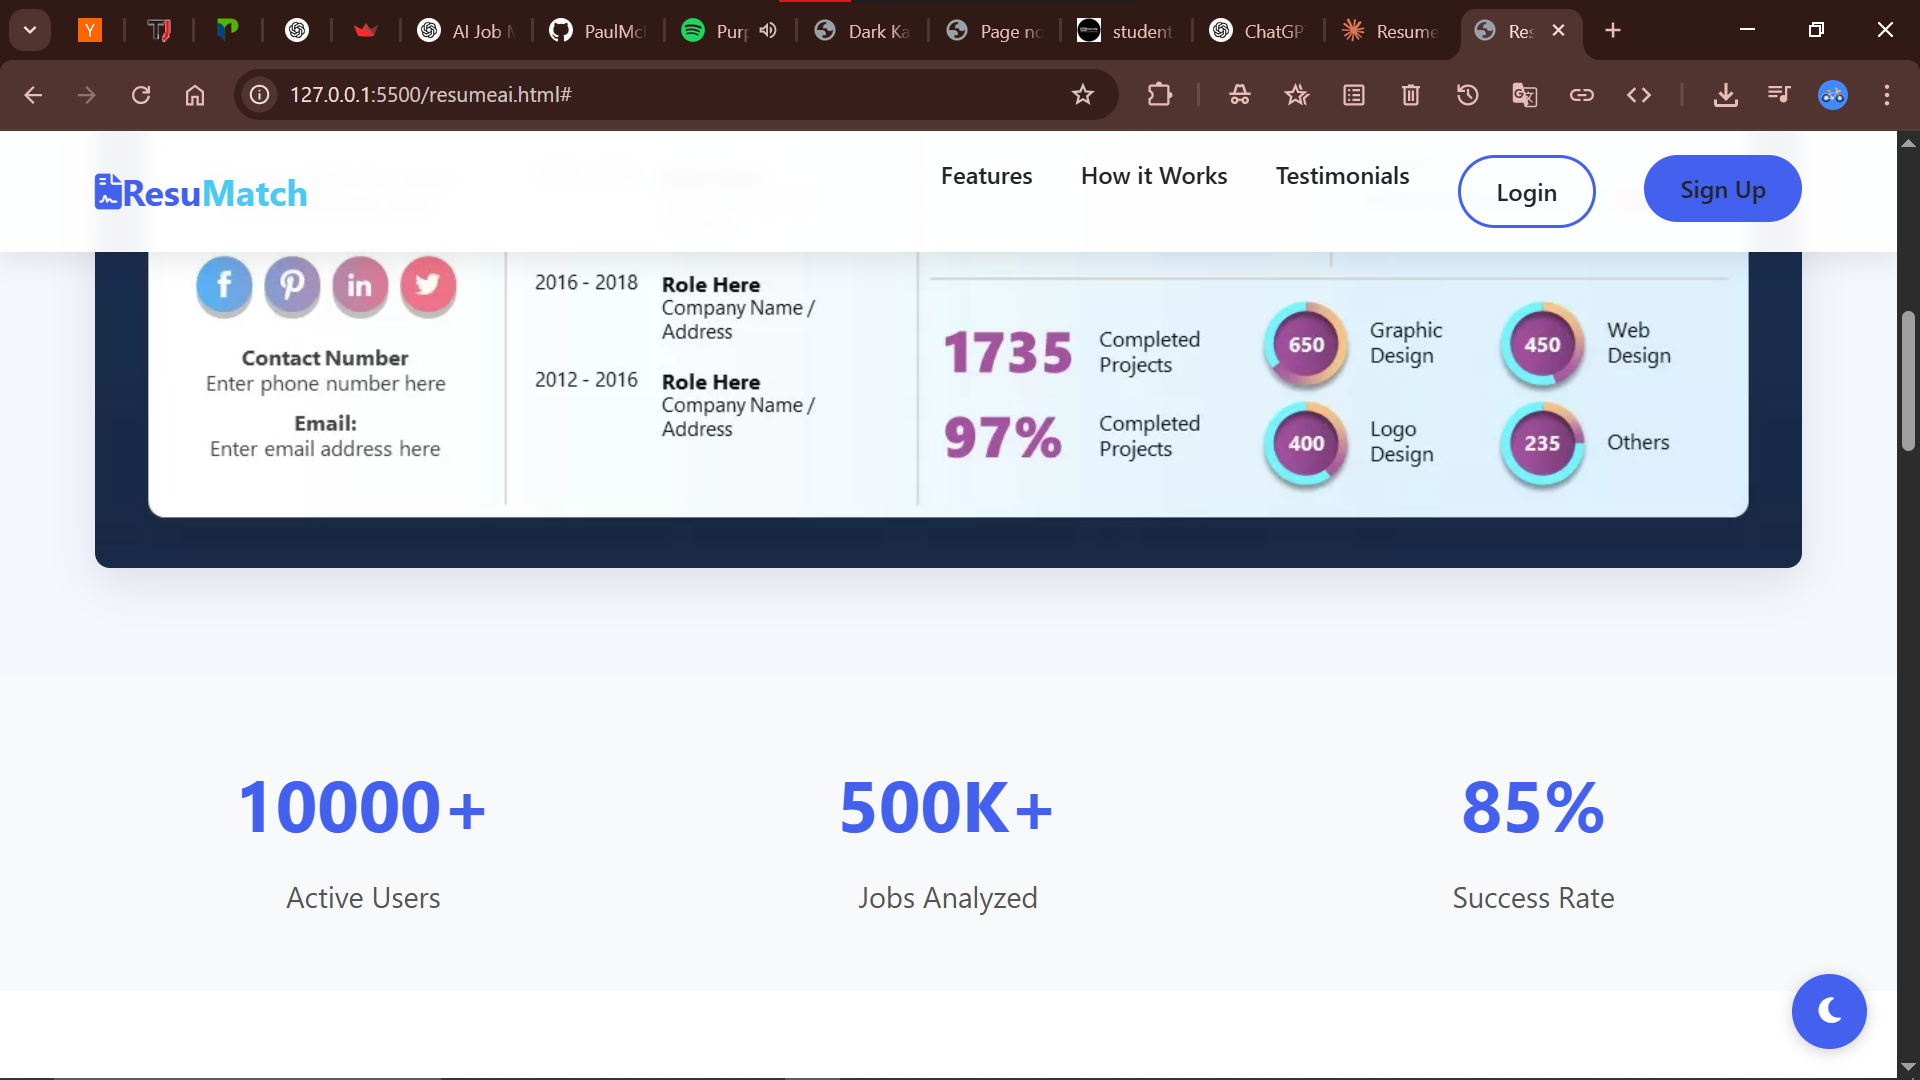 Y
TJ
AI Job
PaulMc
Pur
Dark Ka
Page no
student
ChatGP
Resume
Res
127.0.0.1:5500/resumeai.html#
ResuMatch
Features
How it Works
Testimonials
Login
Sign Up
2016 - 2018
Role Here
Company Name /
Address
Contact Number
Enter phone number here
2012 - 2016
Role Here
Company Name /
Address
Email:
Enter email address here
1735
Completed
Projects
650
Graphic
Design
450
Web
Design
97%
Completed
Projects
400
Logo
Design
235
Others
10000+
500K+
85%
Active Users
Jobs Analyzed
Success Rate